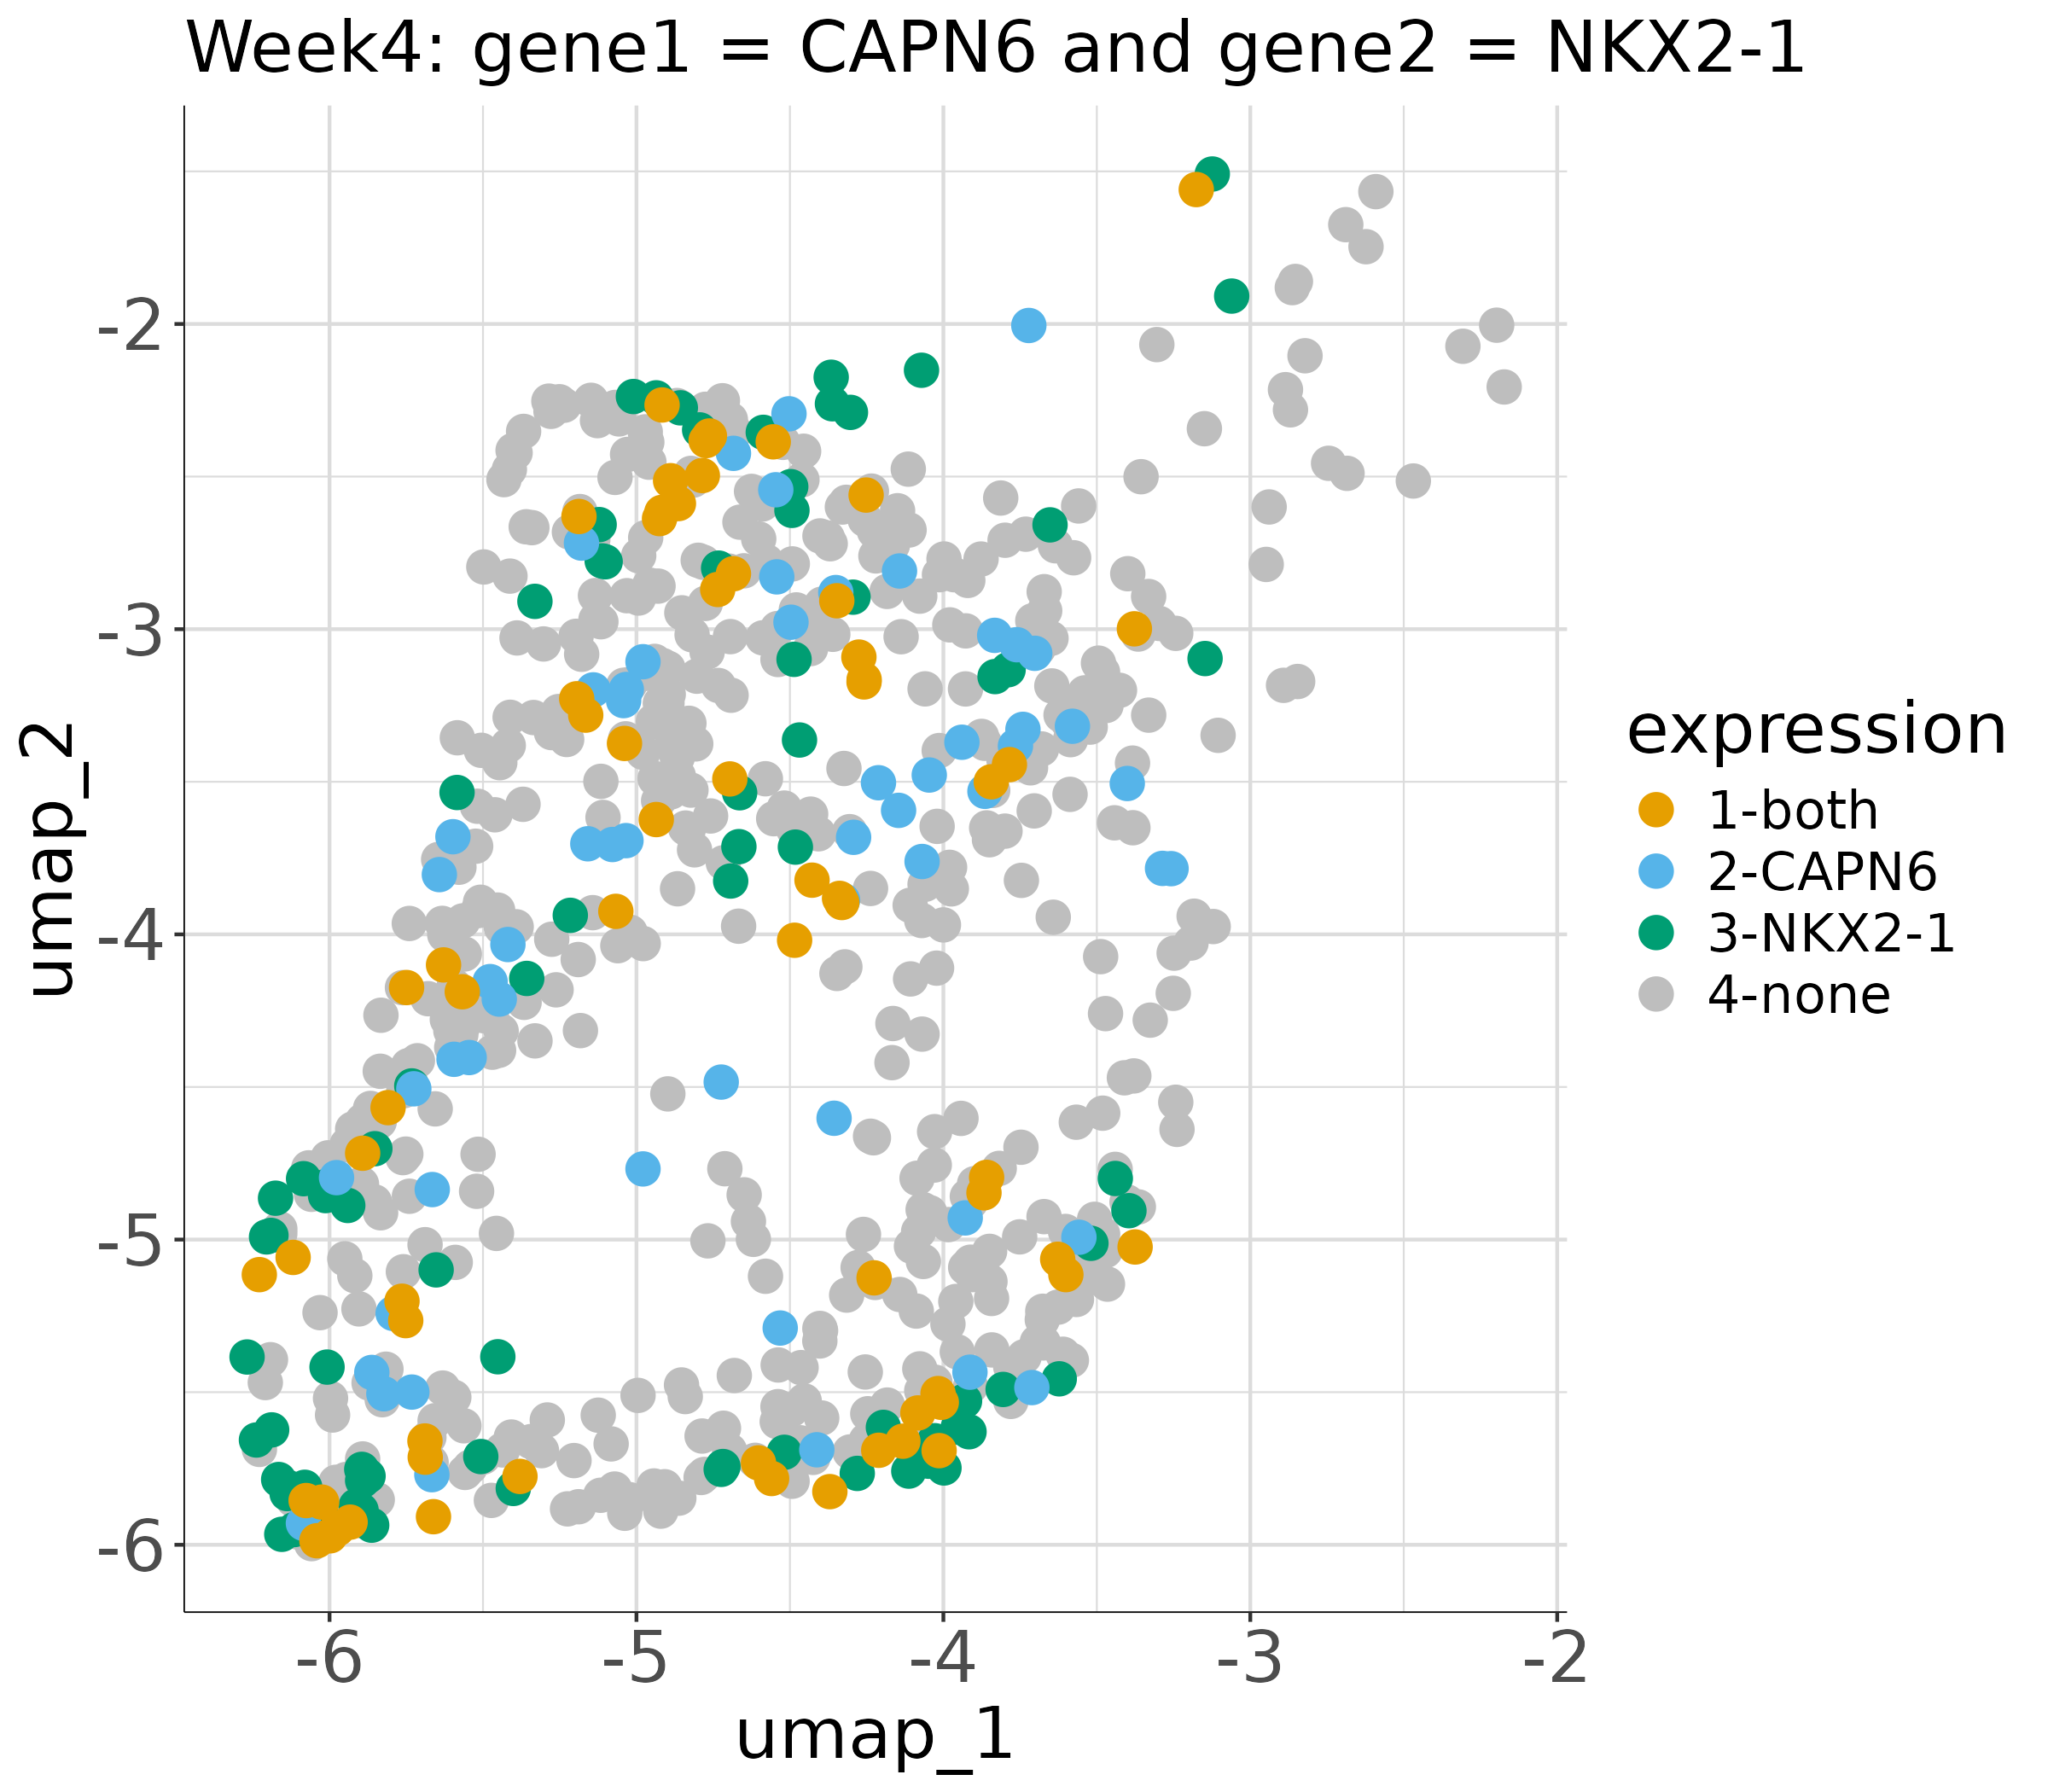 Week4: gene1 = CAPN6 and gene2 = NKX2-1
umap_2
-2
-3
-4
-5
-6
-6 -5 -4 -3 -2
umap_1
expression
1-both
2-CAPN6
3-NKX2-1
4-none